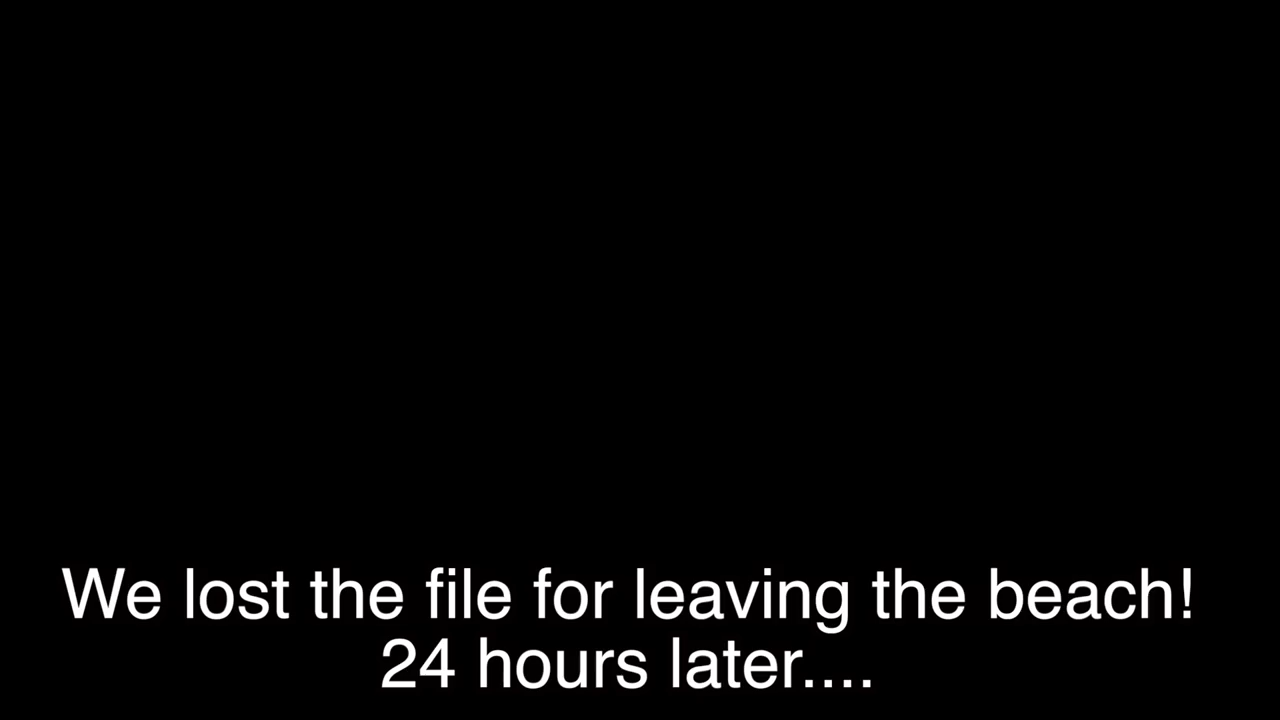 We lost the file for leaving the beach!
24 hours later....